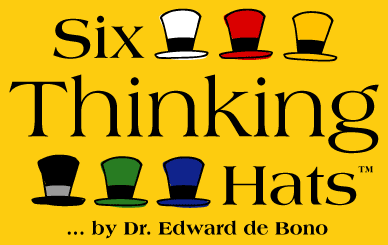 Six
Thinking
Hats™
... by Dr. Edward de Bono